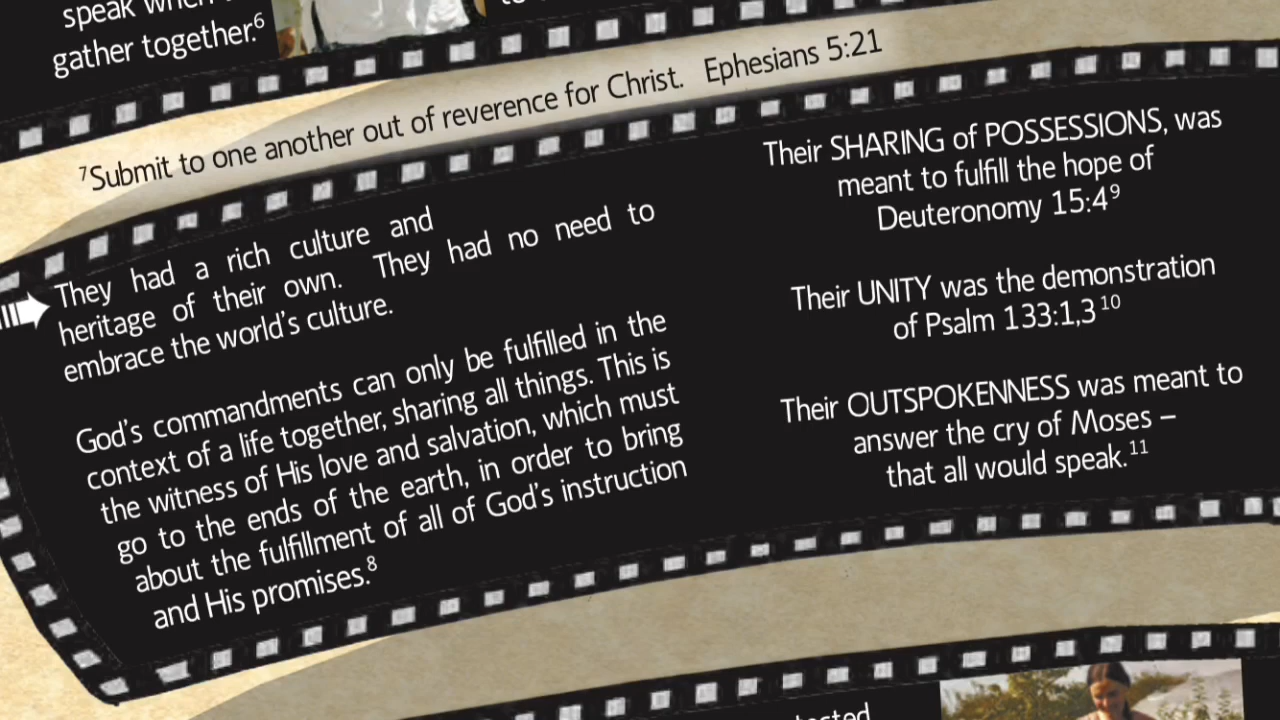 speak when
gather together.⁶
⁷Submit to one another out of reverence for Christ. Ephesians 5:21
They had a rich culture and
heritage of their own. They had no need to
embrace the world's culture.
God's commandments can only be fulfilled in the
context of a life together, sharing all things. This is
the witness of His love and salvation, which must
go to the ends of the earth, in order to bring
about the fulfillment of all of God's instruction
and His promises.⁸
Their SHARING of POSSESSIONS, was
meant to fulfill the hope of
Deuteronomy 15:4⁹
Their UNITY was the demonstration
of Psalm 133:1,3¹⁰
Their OUTSPOKENNESS was meant to
answer the cry of Moses –
that all would speak.¹¹